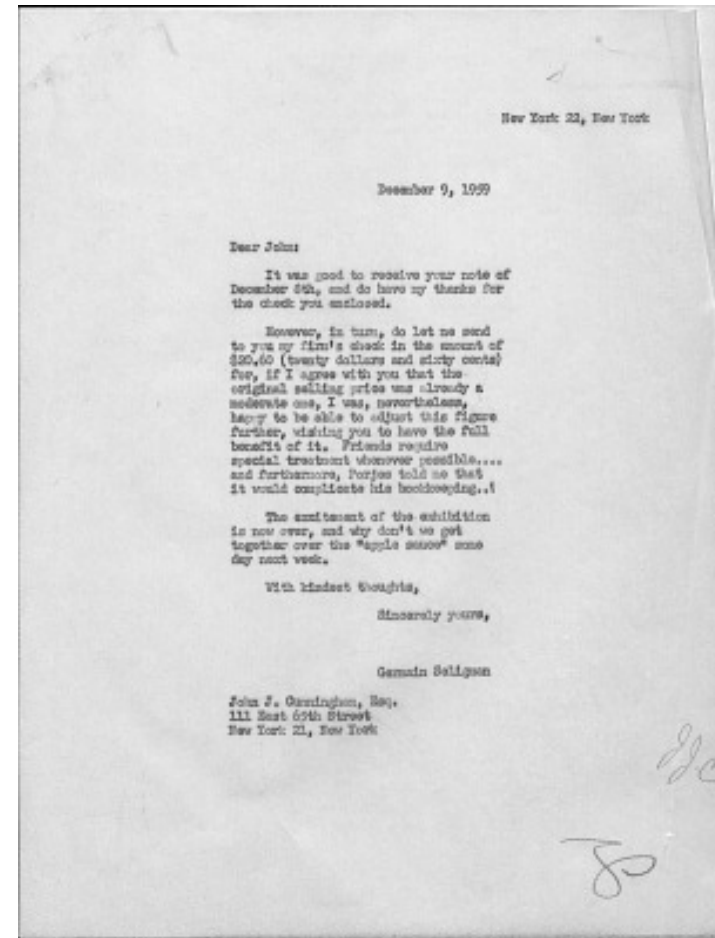 New York 22, New York
December 9, 1959
Dear John:
It was good to receive your note of
December 8th, and do have my thanks for
the check you enclosed.
However, in turn, do let me send
to you my firm's check in the amount of
$20.60 (twenty dollars and sixty cents)
for, if I agree with you that the
original selling price was already a
moderate one, I was, nevertheless,
happy to be able to adjust this figure
further, wishing you to have the full
benefit of it. Friends require
special treatment whenever possible....
and furthermore, told me that
it would complicate his bookkeeping..!
The excitement of the exhibition
is now over, and why don't we get
together over the "apple sauce" some
day next week.
With kindest thoughts,
Sincerely yours,
Germain Seligman
John J. Cunningham, Esq.
111 East 65th Street
New York 21, New York
JJC